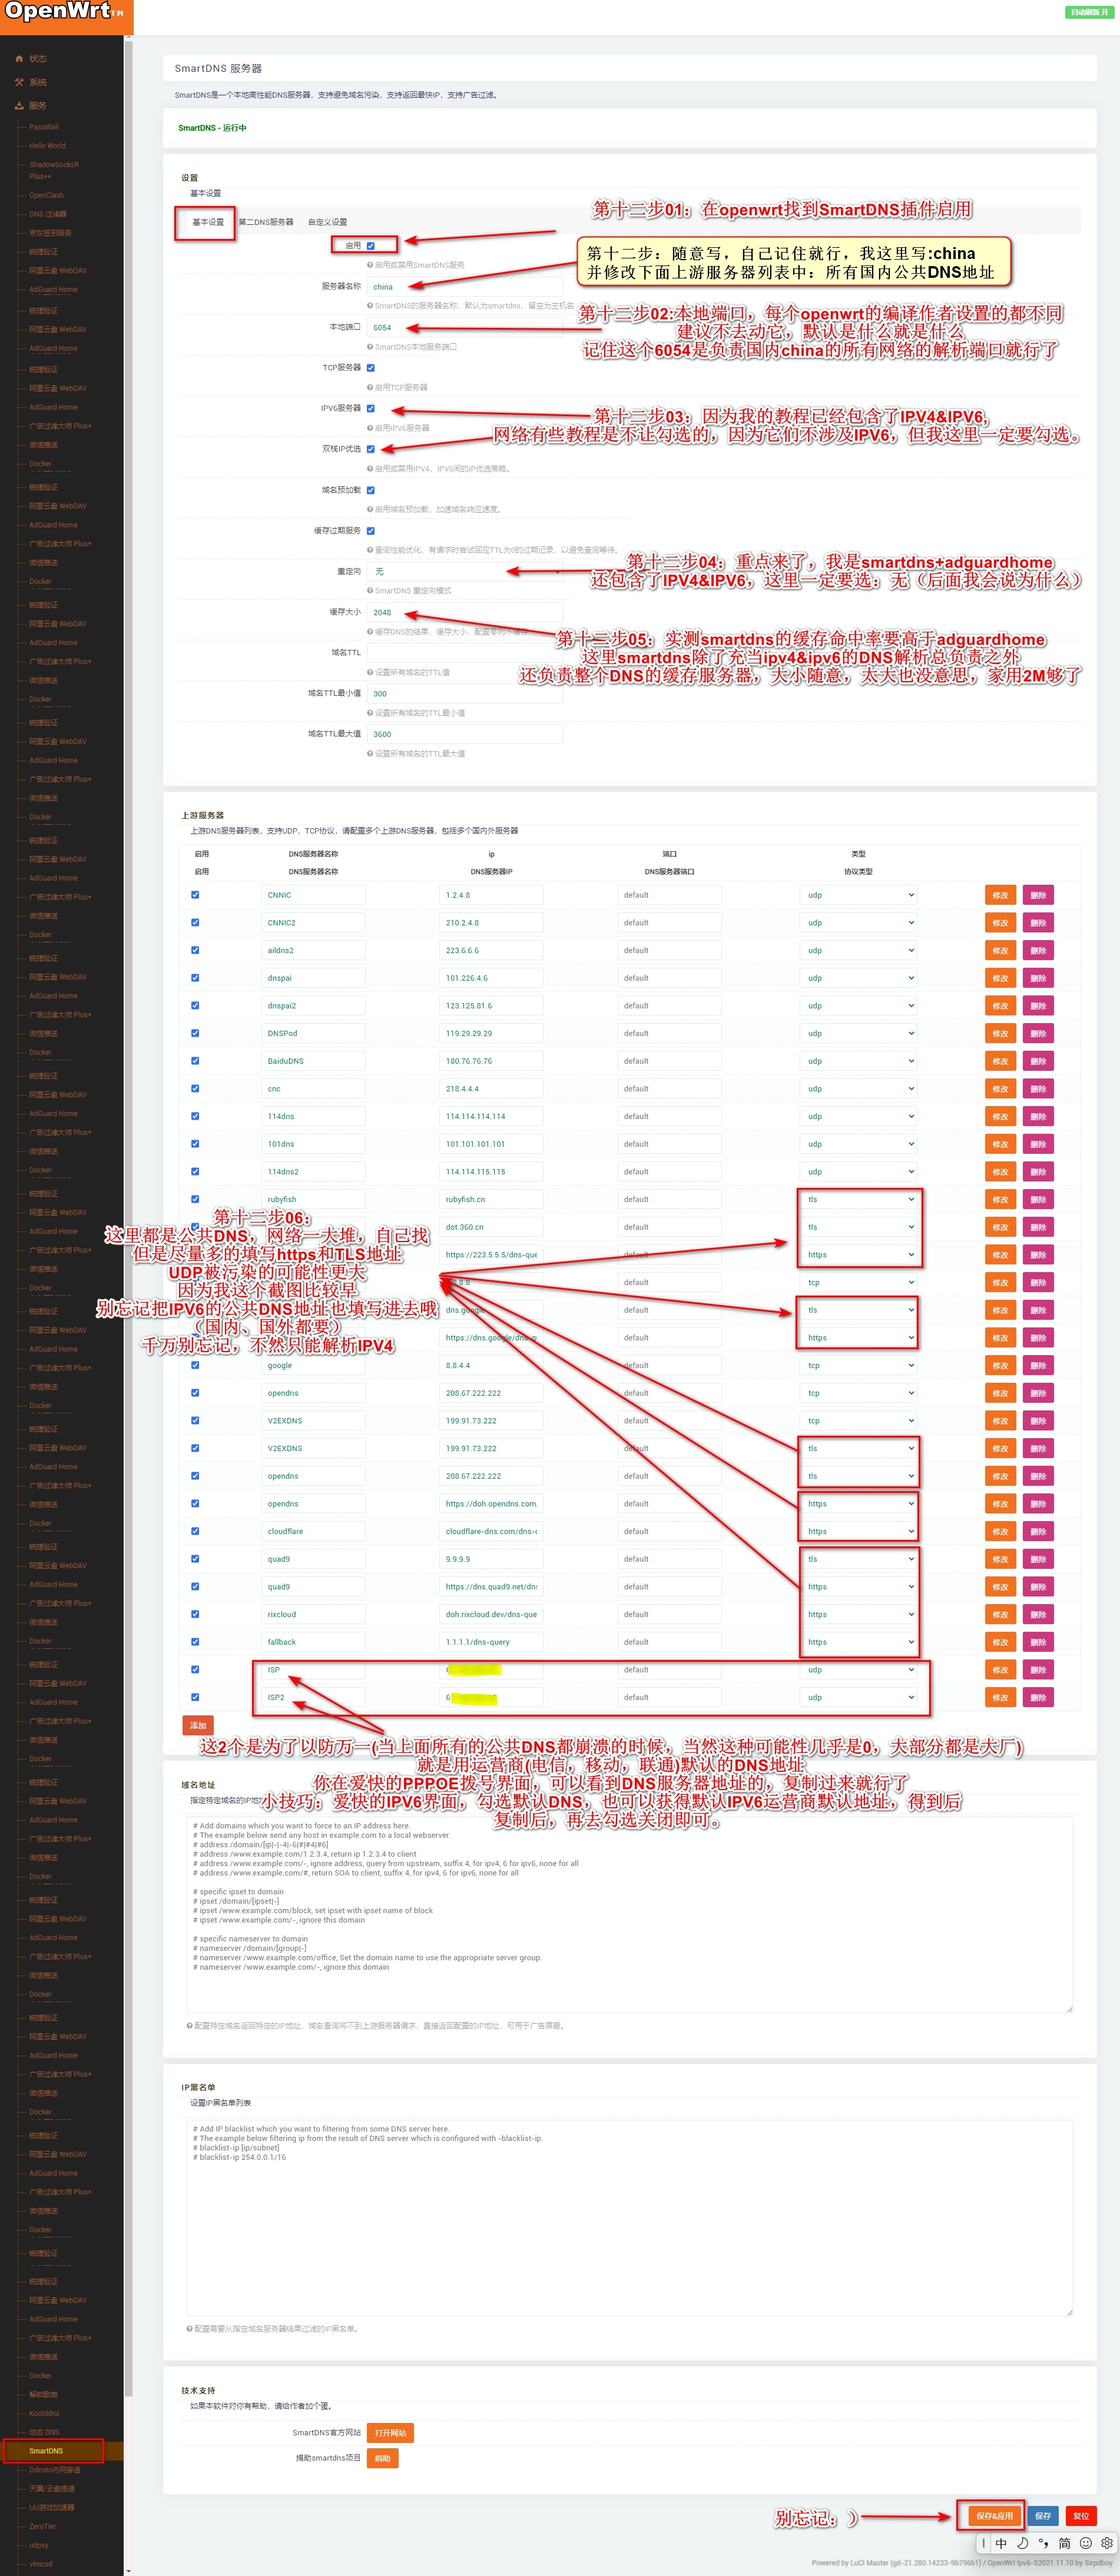 OpenWrt™
自动刷新 开
状态
系统
服务
PassWall
Hello World
ShadowSocksR
Plus++
OpenClash
DNS 过滤器
京东签到服务
锐捷验证
阿里云盘 WebDAV
AdGuard Home
锐捷验证
阿里云盘 WebDAV
AdGuard Home
锐捷验证
阿里云盘 WebDAV
AdGuard Home
广告过滤大师 Plus+
微信推送
Docker
解锁歌曲
Koolddns
动态 DNS
SmartDNS
Ddnsto内网穿透
天翼/云盘提速
UU游戏加速器
ZeroTier
udpxy
vlmcsd
SmartDNS 服务器
SmartDNS是一个本地高性能DNS服务器，支持避免域名污染，支持返回最快IP，支持广告过滤。
SmartDNS - 运行中
设置
基本设置
基本设置 第二DNS服务器 自定义设置
第十二步01：在openwrt找到SmartDNS插件启用
启用
启用或禁用SmartDNS服务
第十二步：随意写，自己记住就行，我这里写:china
并修改下面上游服务器列表中：所有国内公共DNS地址
服务器名称 china
SmartDNS的服务器名称，默认为smartdns，留空为主机名
第十二步02:本地端口，每个openwrt的编译作者设置的都不同
建议不去动它，默认是什么就是什么
记住这个6054是负责国内china的所有网络的解析端口就行了
本地端口 6054
SmartDNS本地服务端口
TCP服务器
启用TCP服务器
IPV6服务器
启用IPV6服务器
第十二步03：因为我的教程已经包含了IPV4&IPV6,
网络有些教程是不让勾选的，因为它们不涉及IPV6，但我这里一定要勾选。
双栈IP优选
启用或禁用IPV4，IPV6间的IP优选策略。
域名预加载
启用域名预加载，加速域名响应速度。
缓存过期服务
查询性能优化，有请求时尝试回应TTL为0的过期记录，以避免查询等待。
第十二步04：重点来了，我是smartdns+adguardhome
还包含了IPV4&IPV6，这里一定要选：无（后面我会说为什么）
重定向 无
SmartDNS 重定向模式
缓存大小 2048
缓存DNS的结果，缓存大小，配置零则不缓存
第十二步05：实测smartdns的缓存命中率要高于adguardhome
这里smartdns除了充当ipv4&ipv6的DNS解析总负责之外
还负责整个DNS的缓存服务器，大小随意，太大也没意思，家用2M够了
域名TTL
设置所有域名的TTL值
域名TTL最小值 300
设置所有域名的TTL最小值
域名TTL最大值 3600
设置所有域名的TTL最大值
上游服务器
上游DNS服务器列表，支持UDP，TCP协议，请配置多个上游DNS服务器，包括多个国内外服务器
启用 DNS服务器名称 ip 端口 类型
启用 DNS服务器名称 DNS服务器IP DNS服务器端口 协议类型
CNNIC 1.2.4.8 default udp 修改 删除
CNNIC2 210.2.4.8 default udp 修改 删除
aildns2 223.6.6.6 default udp 修改 删除
dnspai 101.226.4.6 default udp 修改 删除
dnspai2 123.125.81.6 default udp 修改 删除
DNSPod 119.29.29.29 default udp 修改 删除
BaiduDNS 180.76.76.76 default udp 修改 删除
cnc 218.4.4.4 default udp 修改 删除
114dns 114.114.114.114 default udp 修改 删除
101dns 101.101.101.101 default udp 修改 删除
114dns2 114.114.115.115 default udp 修改 删除
rubyfish rubyfish.cn default tls 修改 删除
dot.360.cn default tls 修改 删除
https://223.5.5.5/dns-que default https 修改 删除
default tcp 修改 删除
dns.google default tls 修改 删除
https://dns.google/dns-q default https 修改 删除
第十二步06：
这里都是公共DNS，网络一大堆，自己找
但是尽量多的填写https和TLS地址
UDP被污染的可能性更大
因为我这个截图比较早
别忘记把IPV6的公共DNS地址也填写进去哦
（国内、国外都要）
千万别忘记，不然只能解析IPV4
google 8.8.4.4 default tcp 修改 删除
opendns 208.67.222.222 default tcp 修改 删除
V2EXDNS 199.91.73.222 default tcp 修改 删除
V2EXDNS 199.91.73.222 default tls 修改 删除
opendns 208.67.222.222 default tls 修改 删除
opendns https://doh.opendns.com. default https 修改 删除
cloudflare cloudflare-dns.com/dns-c default https 修改 删除
quad9 9.9.9.9 default tls 修改 删除
quad9 https://dns.quad9.net/dns default https 修改 删除
rixcloud doh.rixcloud.dev/dns-que default https 修改 删除
fallback 1.1.1.1/dns-query default https 修改 删除
ISP default udp 修改 删除
ISP2 6 default udp 修改 删除
添加
这2个是为了以防万一(当上面所有的公共DNS都崩溃的时候，当然这种可能性几乎是0，大部分都是大厂)
就是用运营商(电信，移动，联通)默认的DNS地址
你在爱快的PPPOE拨号界面，可以看到DNS服务器地址的，复制过来就行了
小技巧：爱快的IPV6界面，勾选默认DNS，也可以获得默认IPV6运营商默认地址，得到后
复制后，再去勾选关闭即可。
域名地址
指定特定域名的IP地址
# Add domains which you want to force to an IP address here.
# The example below send any host in example.com to a local webserver.
# address /domain/[ip|-|-4|-6|#|#4|#6]
# address /www.example.com/1.2.3.4, return ip 1.2.3.4 to client
# address /www.example.com/-, ignore address, query from upstream, suffix 4, for ipv4, 6 for ipv6, none for all
# address /www.example.com/#, return SOA to client, suffix 4, for ipv4, 6 for ipv6, none for all
# specific ipset to domain
# ipset /domain/[ipset|-]
# ipset /www.example.com/block, set ipset with ipset name of block
# ipset /www.example.com/-, ignore this domain
# specific nameserver to domain
# nameserver /domain/[group|-]
# nameserver /www.example.com/office, Set the domain name to use the appropriate server group.
# nameserver /www.example.com/-, ignore this domain
配置特定域名返回特定的IP地址，域名查询将不到上游服务器请求，直接返回配置的IP地址，可用于广告屏蔽。
IP黑名单
设置IP黑名单列表
# Add IP blacklist which you want to filtering from some DNS server here.
# The example below filtering ip from the result of DNS server which is configured with -blacklist-ip.
# blacklist-ip [ip/subnet]
# blacklist-ip 254.0.0.1/16
配置需要从指定域名服务器结果过滤的IP黑名单。
技术支持
如果本软件对你有帮助，请给作者加个蛋。
SmartDNS官方网站 打开网站
捐助smartdns项目 捐助
别忘记：）
保存&应用 保存 复位
中 简
Powered by LuCI Master (git-21.280.14233-9b796b1) / OpenWrt Ipv6-S2021.11.10 by Sirpdboy